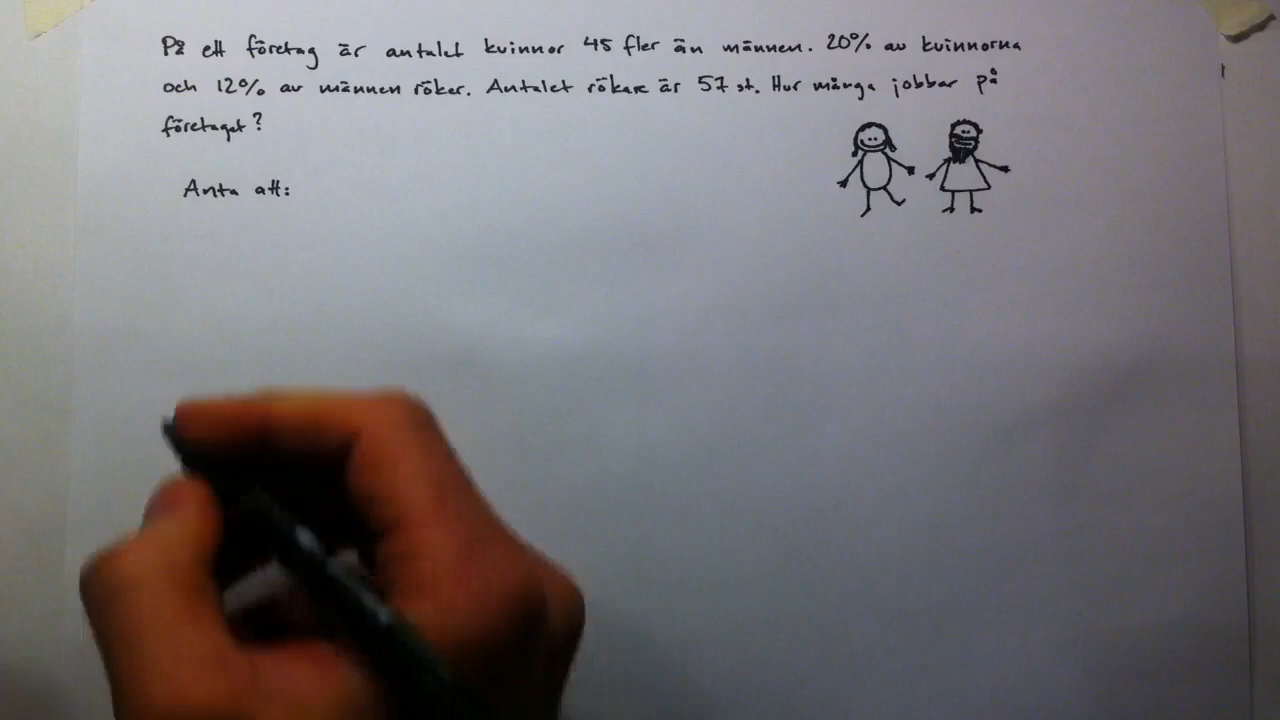 På ett företag är antalet kvinnor 45 fler än männen. 20% av kvinnorna
och 12% av männen röker. Antalet rökare är 57 st. Hur många jobbar på
företaget?
Anta att: